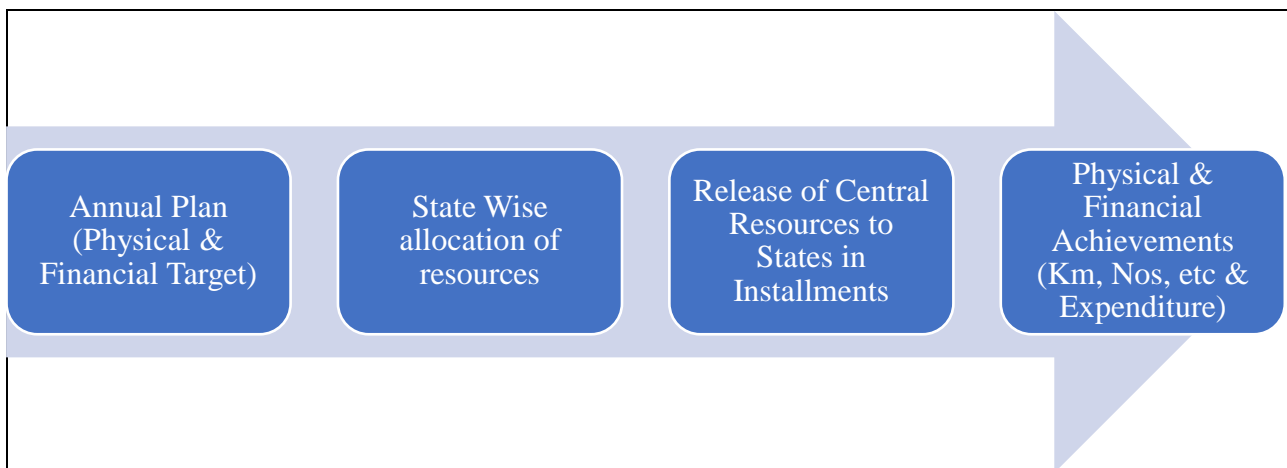 Annual Plan
(Physical &
Financial Target)
State Wise
allocation of
resources
Release of Central
Resources to
States in
Installments
Physical &
Financial
Achievements
(Km, Nos, etc &
Expenditure)